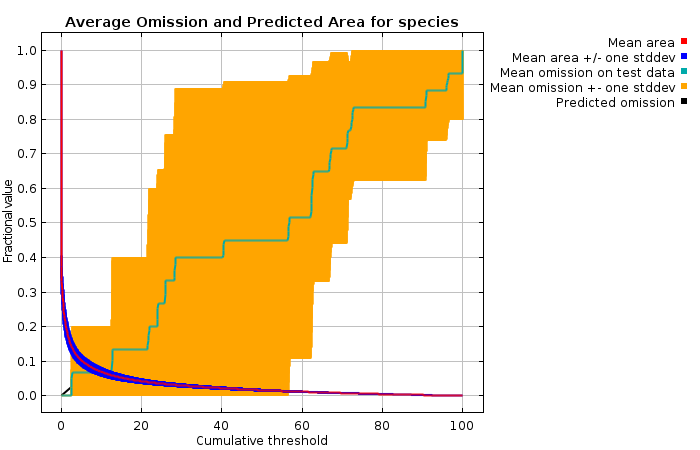 Average Omission and Predicted Area for species
Mean area
Mean area +/- one stddev
Mean omission on test data
Mean omission +- one stddev
Predicted omission
Fractional value
1.0
0.9
0.8
0.7
0.6
0.5
0.4
0.3
0.2
0.1
0.0
0 20 40 60 80 100
Cumulative threshold